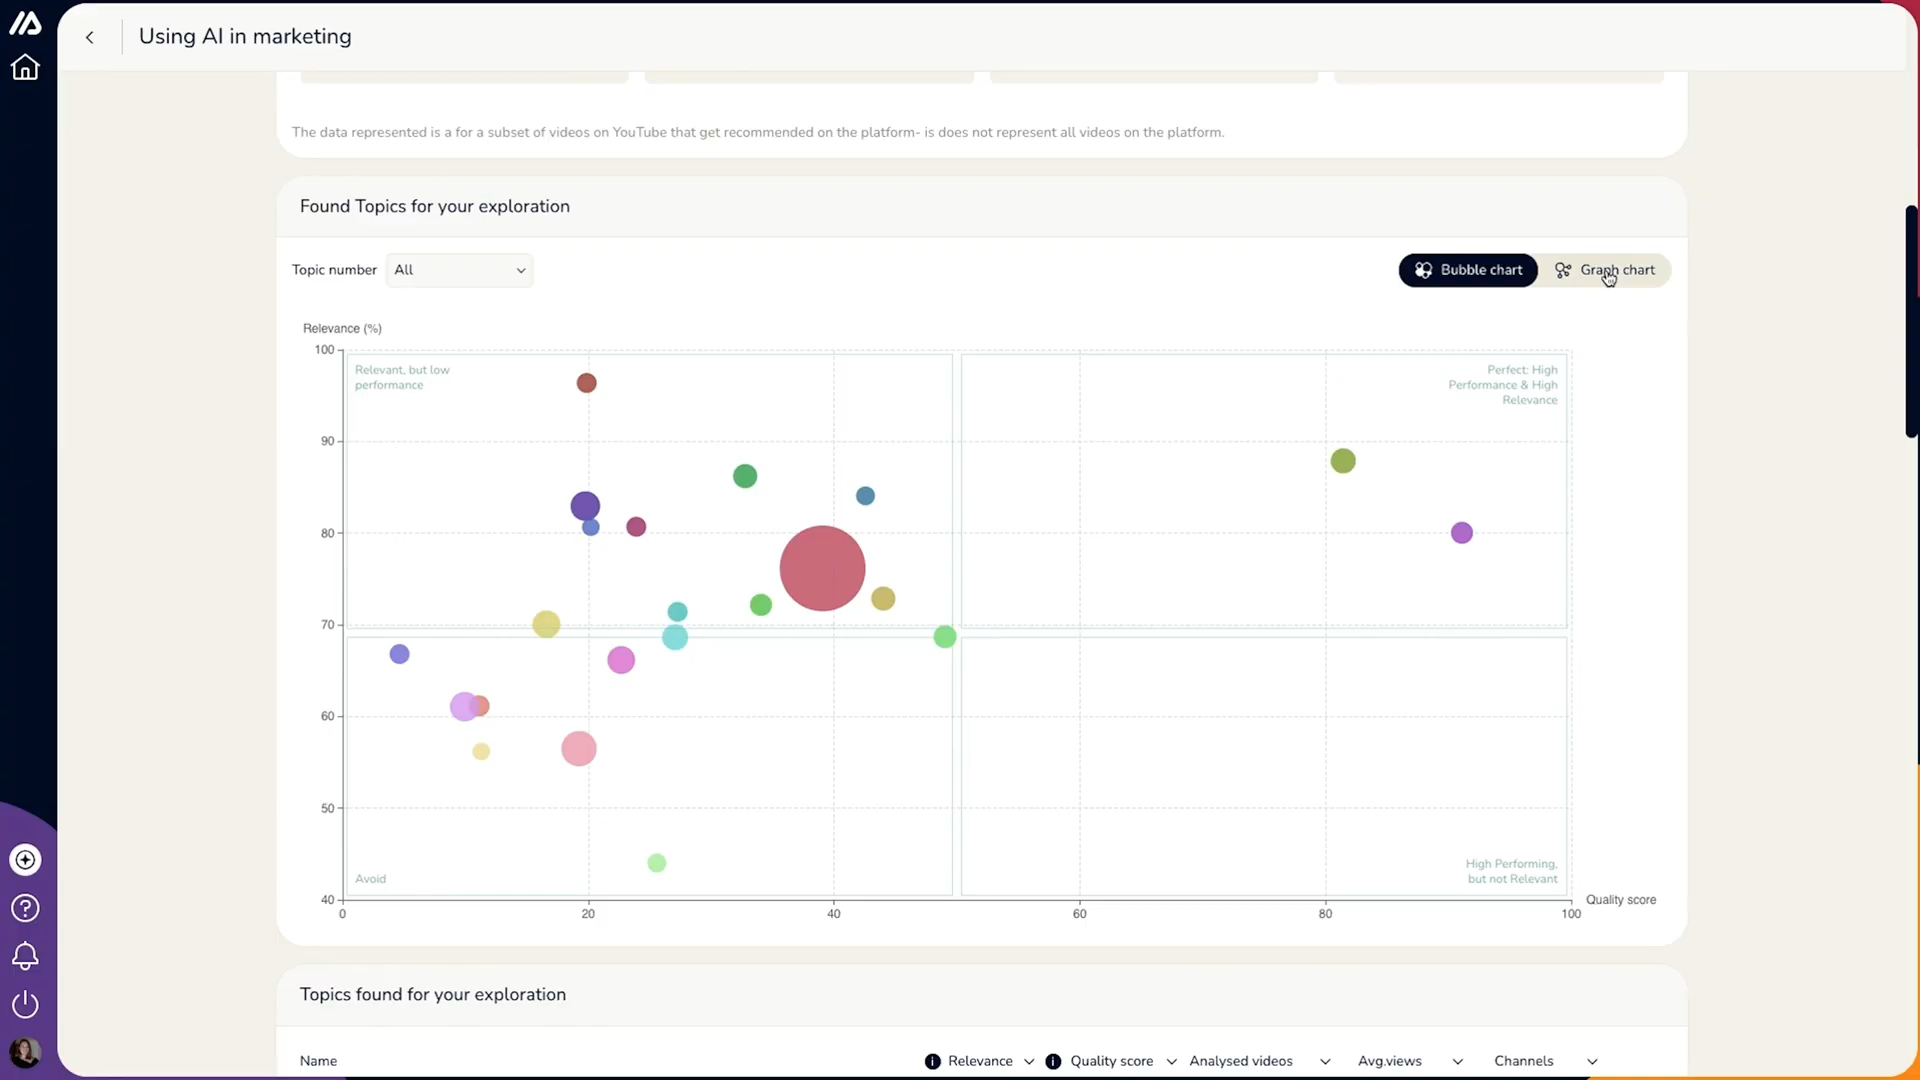 Using AI in marketing
The data represented is a for a subset of videos on YouTube that get recommended on the platform- is does not represent all videos on the platform.
Found Topics for your exploration
Topic number All
Bubble chart Graph chart
Relevance (%)
100
90
80
70
60
50
40
Relevant, but low
performance
Perfect: High
Performance & High
Relevance
Avoid
High Performing,
but not Relevant
0 20 40 60 80 100
Quality score
Topics found for your exploration
Name Relevance Quality score Analysed videos Avg.views Channels